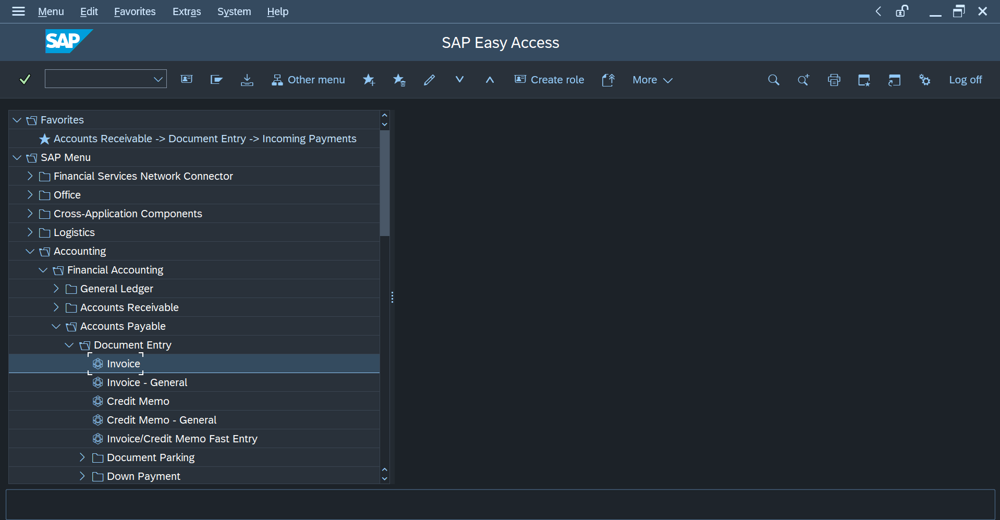 Menu Edit Favorites Extras System Help
SAP SAP Easy Access
Other menu Create role More Log off
Favorites
Accounts Receivable -> Document Entry -> Incoming Payments
SAP Menu
Financial Services Network Connector
Office
Cross-Application Components
Logistics
Accounting
Financial Accounting
General Ledger
Accounts Receivable
Accounts Payable
Document Entry
Invoice
Invoice - General
Credit Memo
Credit Memo - General
Invoice/Credit Memo Fast Entry
Document Parking
Down Payment